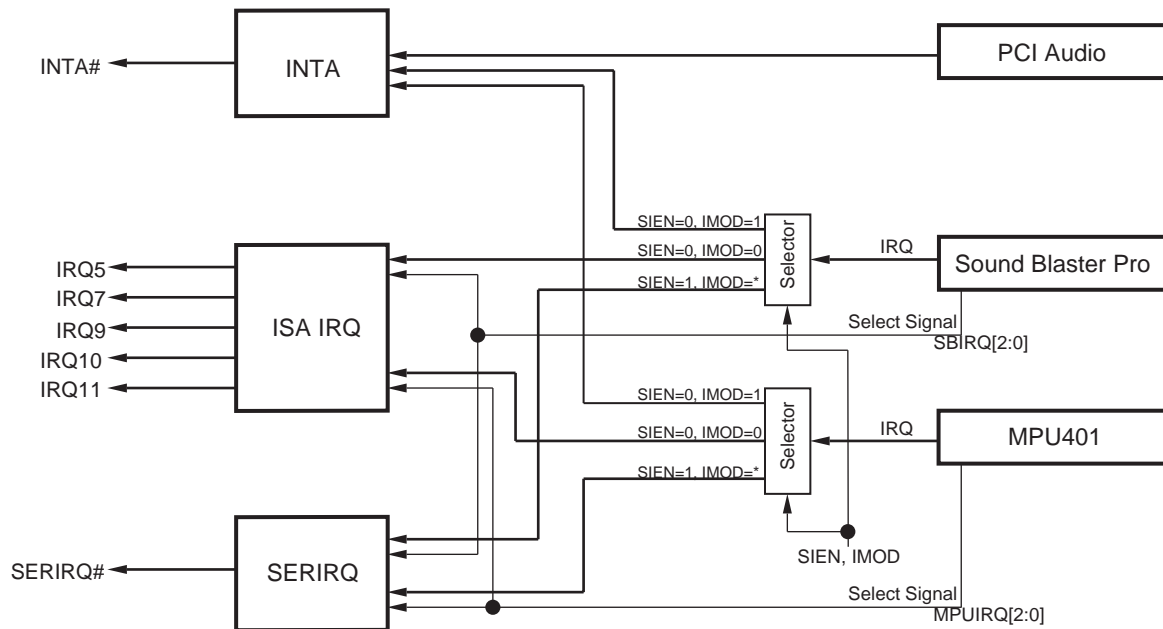 INTA#
INTA
PCI Audio
SIEN=0, IMOD=1
SIEN=0, IMOD=0
SIEN=1, IMOD=*
Selector
IRQ
Sound Blaster Pro
Select Signal
SBIRQ[2:0]
IRQ5
IRQ7
IRQ9
IRQ10
IRQ11
ISA IRQ
SIEN=0, IMOD=1
SIEN=0, IMOD=0
SIEN=1, IMOD=*
Selector
IRQ
MPU401
SIEN, IMOD
SERIRQ#
SERIRQ
Select Signal
MPUIRQ[2:0]